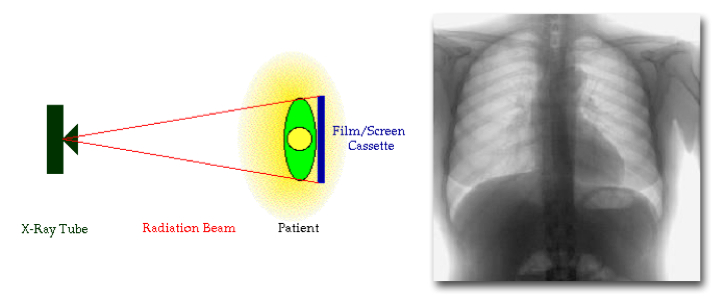 Film/Screen
Cassette
X-Ray Tube
Radiation Beam
Patient